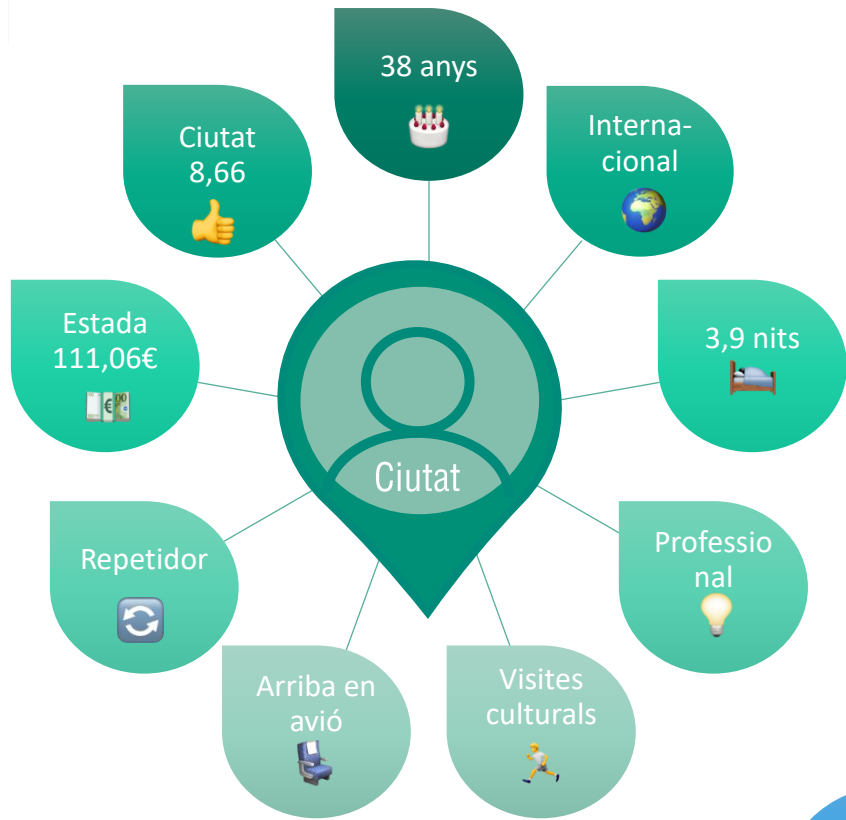 38 anys
Interna-
cional
3,9 nits
Professio
nal
Visites
culturals
Arriba en
avió
Repetidor
Estada
111,06€
Ciutat
8,66
Ciutat